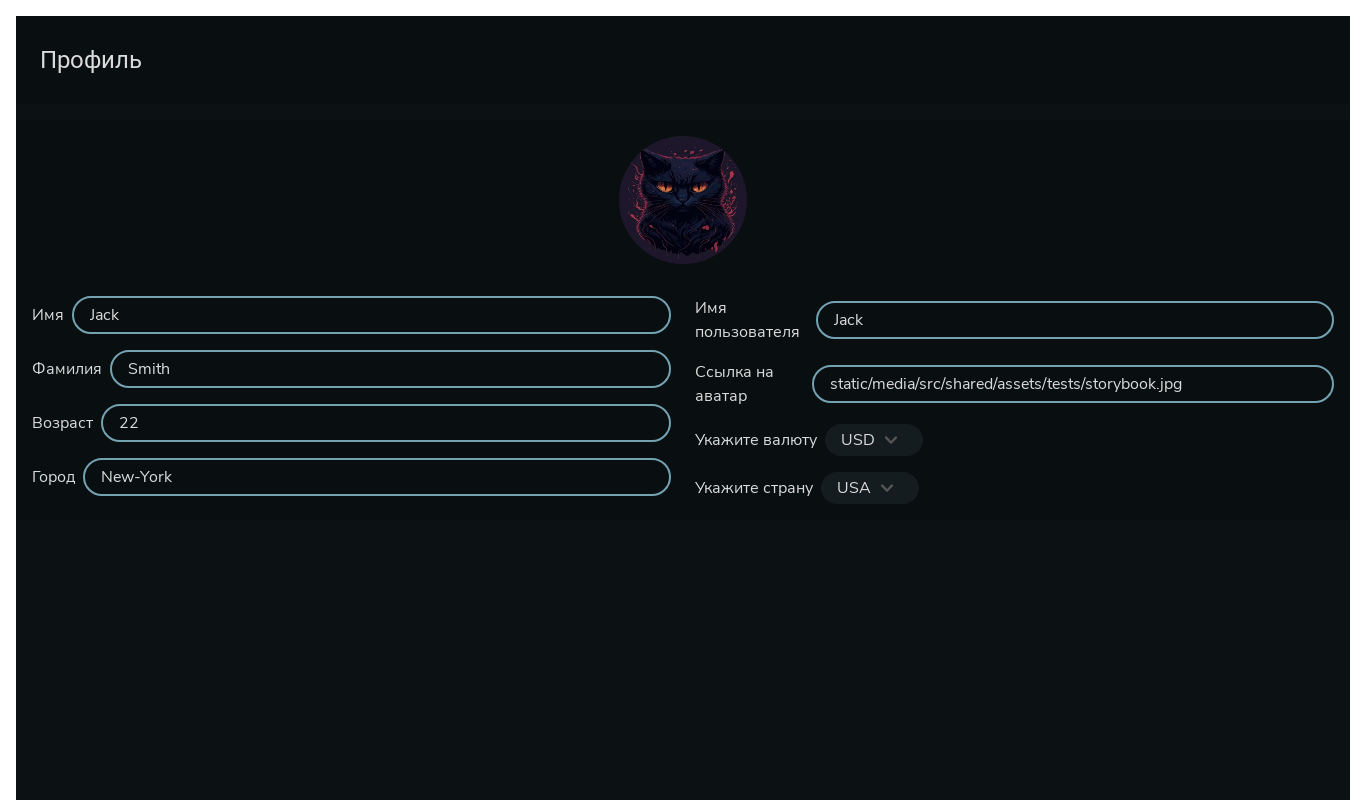 Профиль
Имя
Jack
Фамилия
Smith
Возраст
22
Город
New-York
Имя
пользователя
Jack
Ссылка на
аватар
static/media/src/shared/assets/tests/storybook.jpg
Укажите валюту
USD
Укажите страну
USA